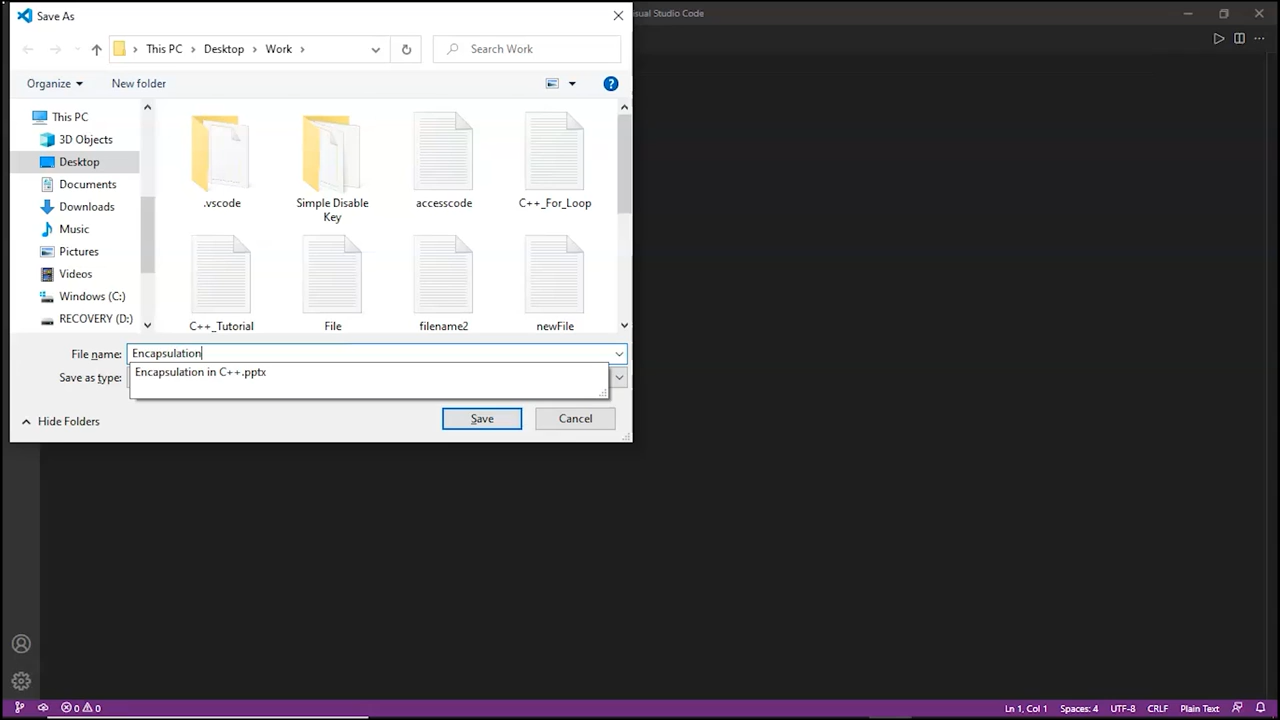 Save As
sual Studio Code
This PC
Desktop
Work
Search Work
Organize
New folder
This PC
3D Objects
Desktop
Documents
Downloads
Music
Pictures
Videos
Windows (C:)
RECOVERY (D:)
.vscode
Simple Disable
Key
accesscode
C++_For_Loop
C++_Tutorial
File
filename2
newFile
File name:
Encapsulation
Encapsulation in C++.pptx
Save as type:
Hide Folders
Save
Cancel
0
0
Ln 1, Col 1
Spaces: 4
UTF-8
CRLF
Plain Text